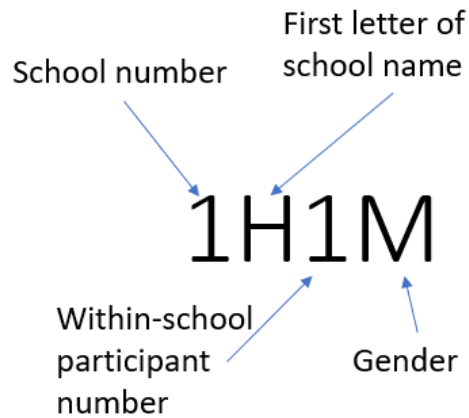 First letter of
school name
School number
1H1M
Within-school
participant
number
Gender